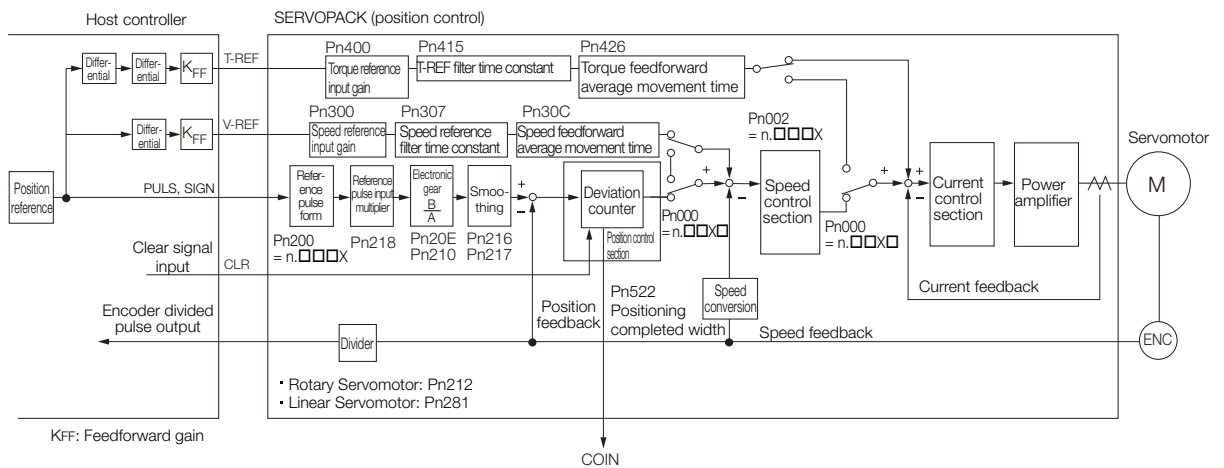 Host controller
SERVOPACK (position control)
Pn400
Pn415
Pn426
T-REF
Differ-
ential
Differ-
ential
KFF
Torque reference
input gain
T-REF filter time constant
Torque feedforward
average movement time
Pn300
Pn307
Pn30C
V-REF
Differ-
ential
KFF
Speed reference
input gain
Speed reference
filter time constant
Speed feedforward
average movement time
Pn002
= n.□□□X
Servomotor
M
Position
reference
PULS, SIGN
Refer-
ence
pulse
form
Reference
pulse input
multiplier
Electronic
gear
B
A
Smoo-
thing
+
−
Deviation
counter
Position control
section
+
−
Speed
control
section
+
+
−
Current
control
section
Power
amplifier
+
+
Pn000
= n.□□X□
Pn000
= n.□□X□
Pn200
= n.□□□X
Pn218
Pn20E
Pn210
Pn216
Pn217
Clear signal
input
CLR
Current feedback
Encoder divided
pulse output
Position
feedback
Pn522
Positioning
completed width
Speed
conversion
Speed feedback
ENC
Divider
• Rotary Servomotor: Pn212
• Linear Servomotor: Pn281
KFF: Feedforward gain
COIN